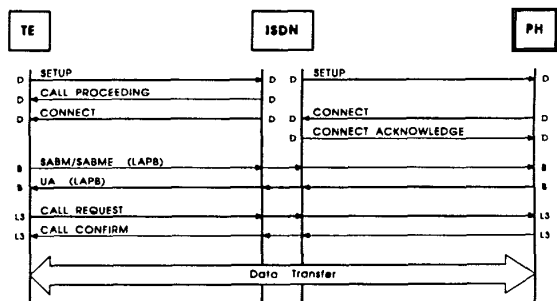 TE ISDN PH
D SETUP D D SETUP D
D CALL PROCEEDING D
D CONNECT D D CONNECT D
D CONNECT ACKNOWLEDGE D
B SABM/SABME (LAPB) B
B UA (LAPB) B
L3 CALL REQUEST L3
L3 CALL CONFIRM L3
Data Transfer